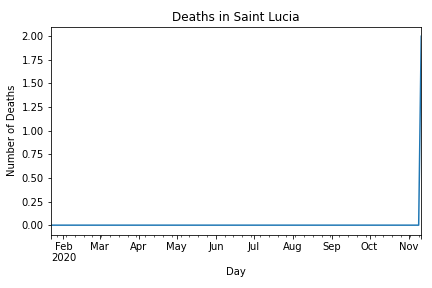 Deaths in Saint Lucia
Number of Deaths
2.00
1.75
1.50
1.25
1.00
0.75
0.50
0.25
0.00
Feb Mar Apr May Jun Jul Aug Sep Oct Nov
2020
Day